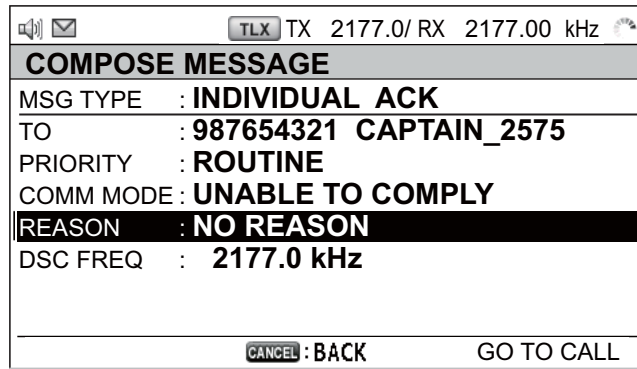 TLX TX 2177.0/ RX 2177.00 kHz
COMPOSE MESSAGE
MSG TYPE : INDIVIDUAL ACK
TO : 987654321 CAPTAIN_2575
PRIORITY : ROUTINE
COMM MODE : UNABLE TO COMPLY
REASON : NO REASON
DSC FREQ : 2177.0 kHz
CANCEL : BACK GO TO CALL